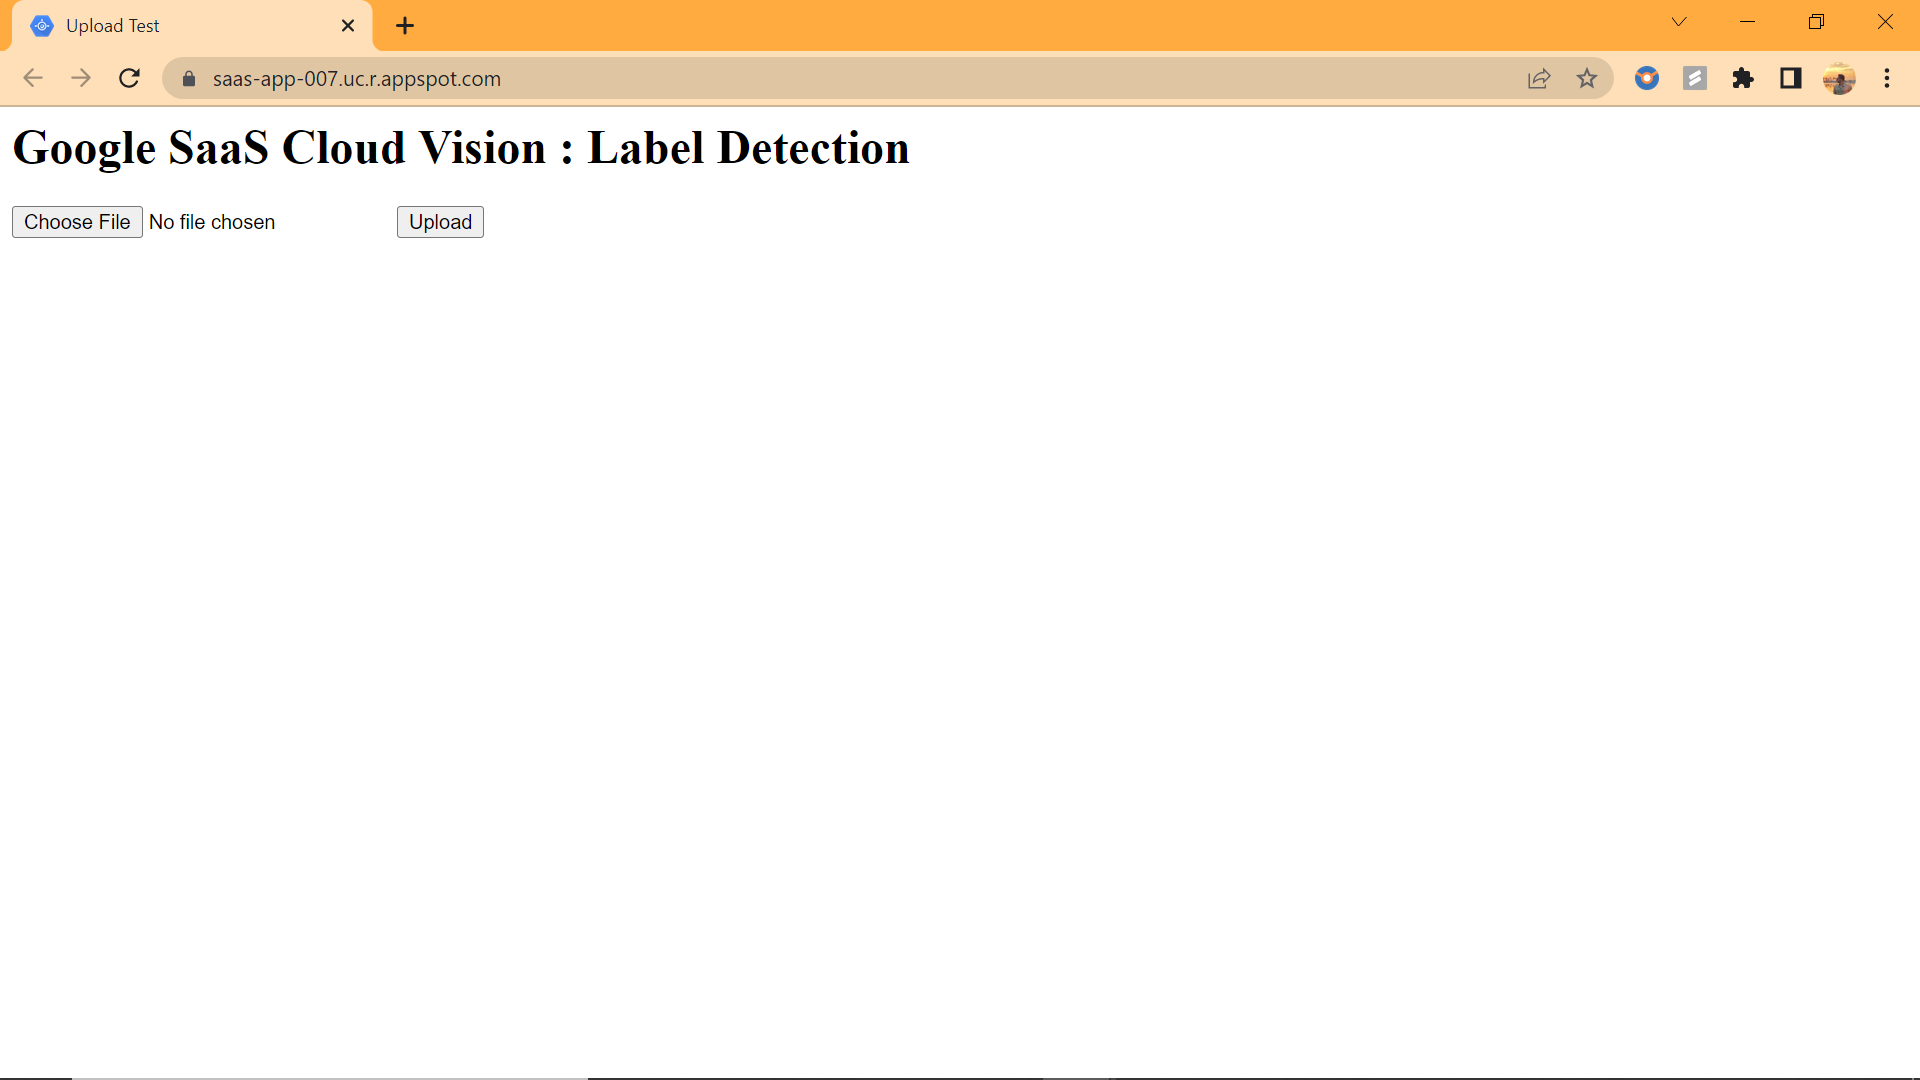 Upload Test
saas-app-007.uc.r.appspot.com
Google SaaS Cloud Vision : Label Detection
Choose File No file chosen Upload